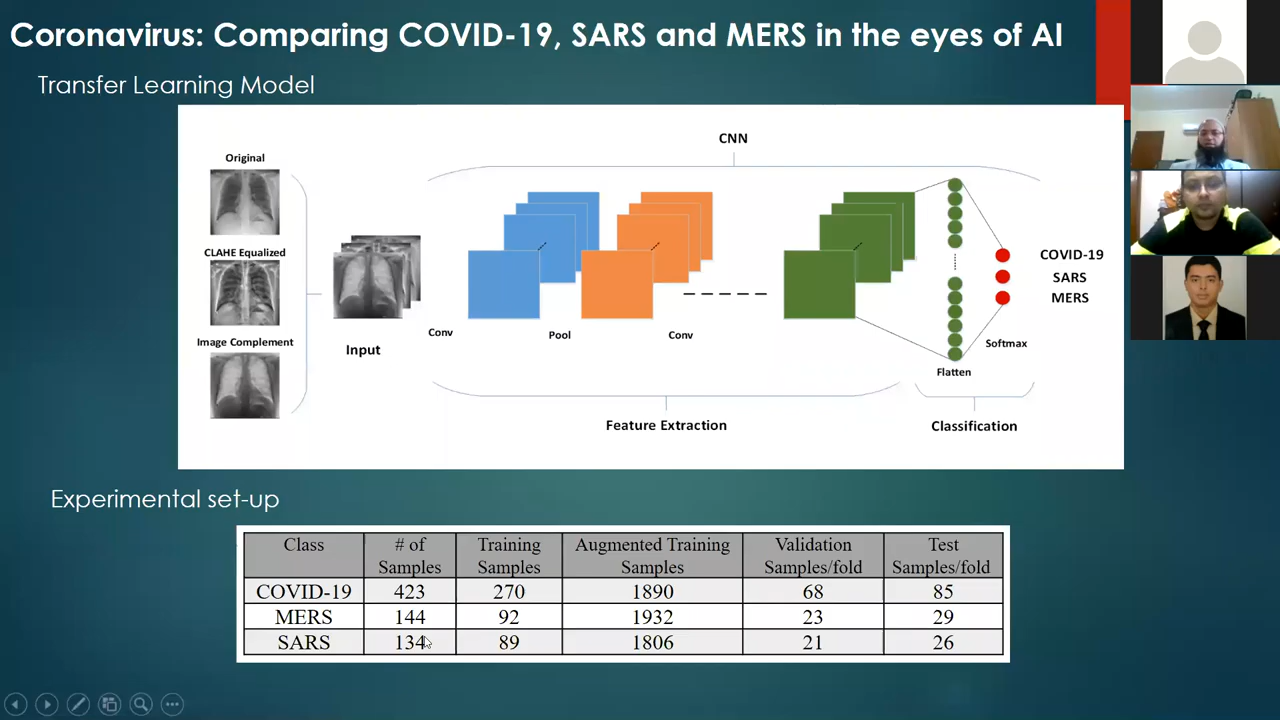 Coronavirus: Comparing COVID-19, SARS and MERS in the eyes of AI
Transfer Learning Model
CNN
Original
CLAHE Equalized
Image Complement
Input
Conv
Pool
Conv
Flatten
Softmax
COVID-19
SARS
MERS
Feature Extraction
Classification
Experimental set-up
Class # of Samples Training Samples Augmented Training Samples Validation Samples/fold Test Samples/fold
COVID-19 423 270 1890 68 85
MERS 144 92 1932 23 29
SARS 134 89 1806 21 26